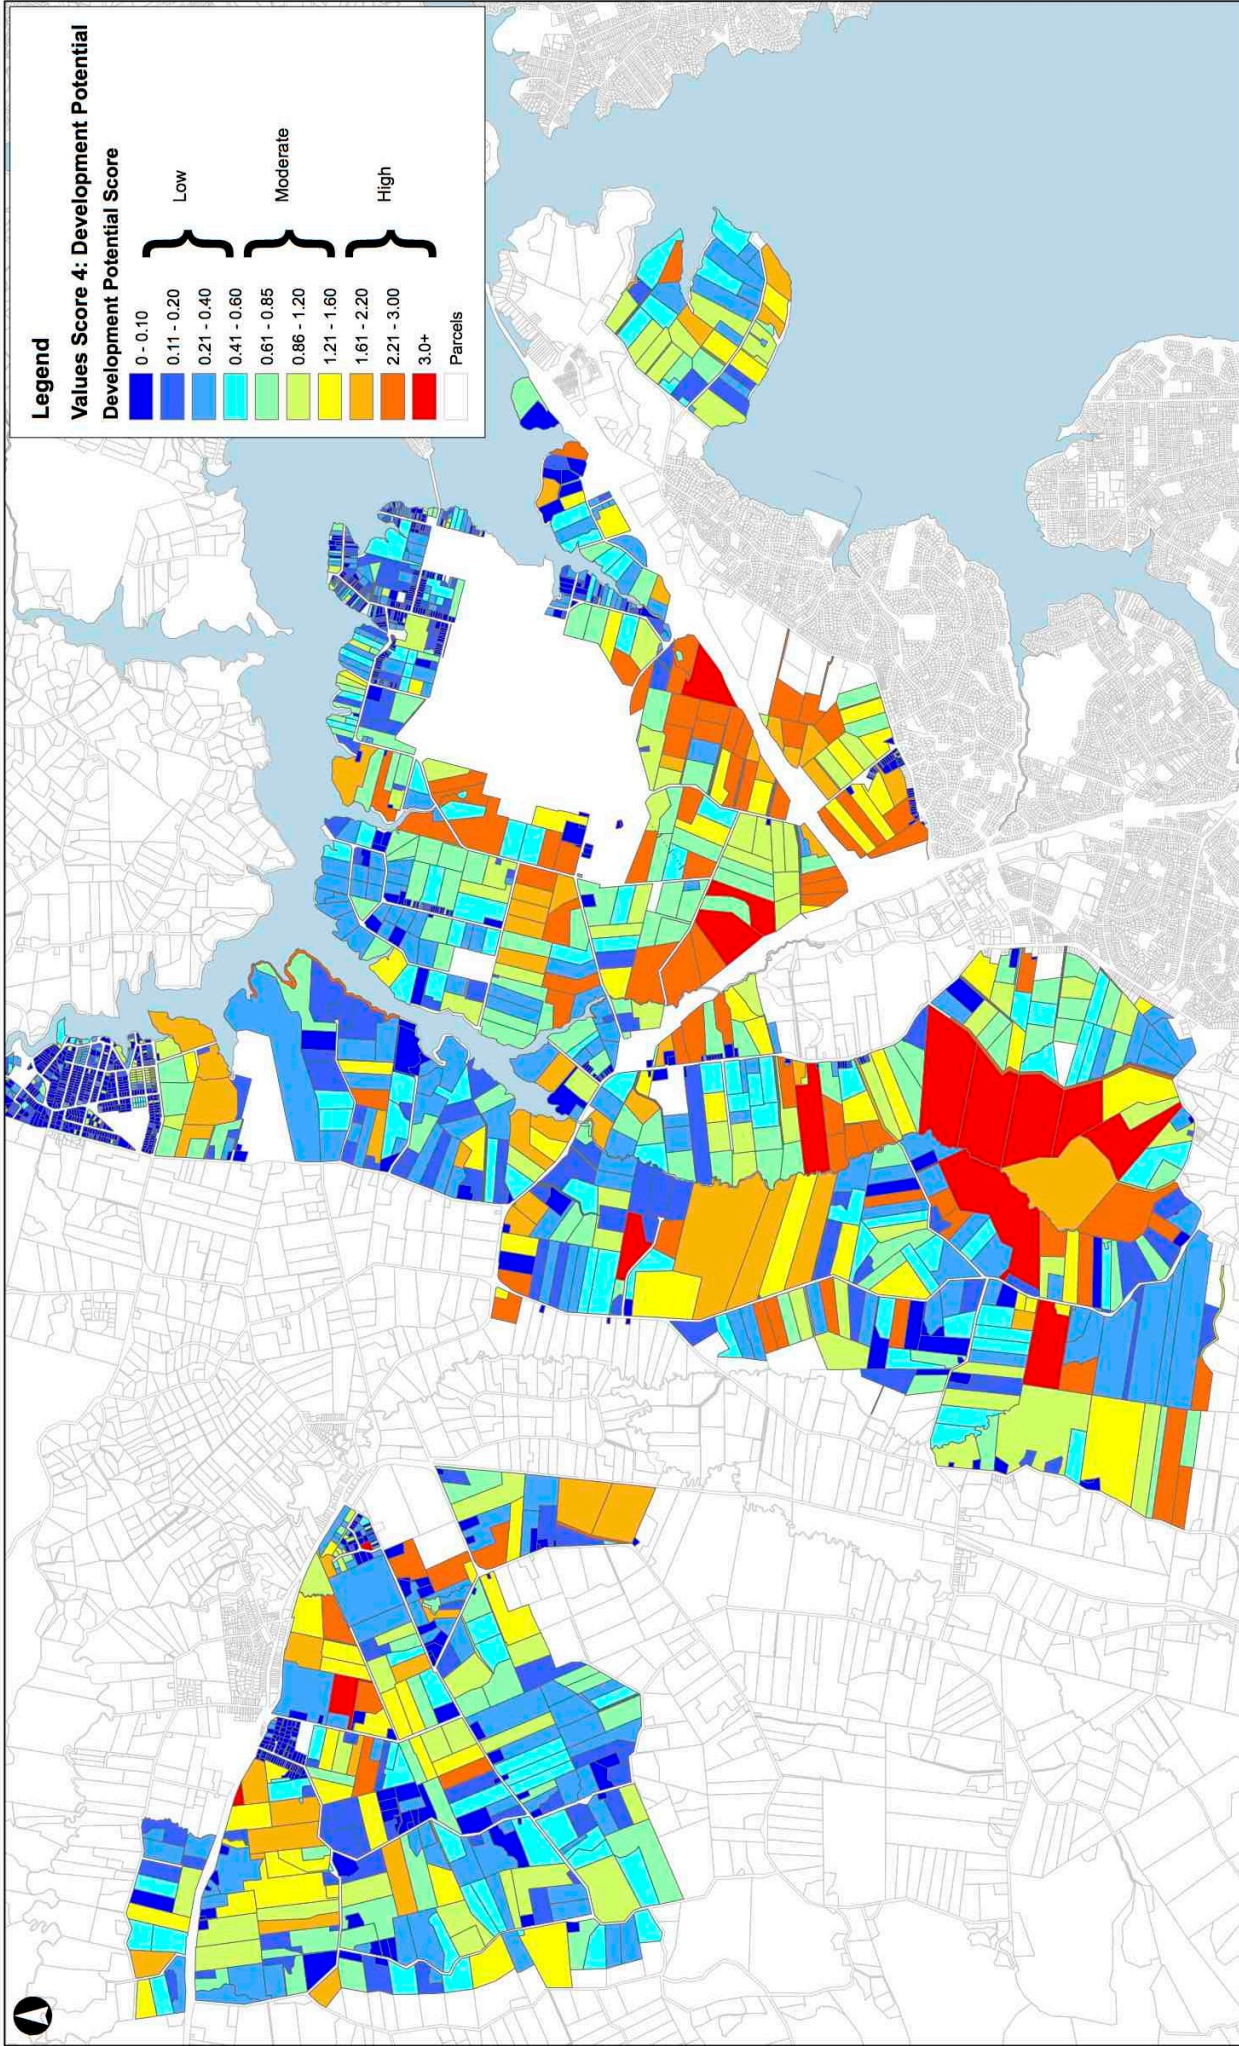 Legend
Values Score 4: Development Potential
Development Potential Score
0 - 0.10
0.11 - 0.20
0.21 - 0.40
0.41 - 0.60
Low
0.61 - 0.85
0.86 - 1.20
1.21 - 1.60
Moderate
1.61 - 2.20
2.21 - 3.00
3.0+
High
Parcels